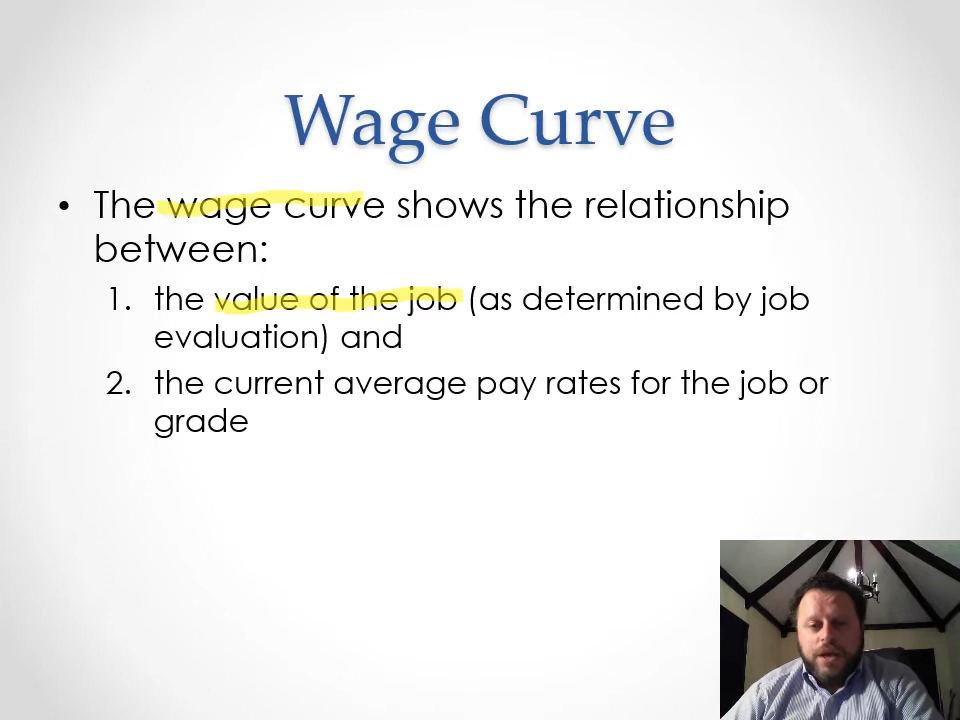 Wage Curve
• The wage curve shows the relationship
between:
1. the value of the job (as determined by job
evaluation) and
2. the current average pay rates for the job or
grade